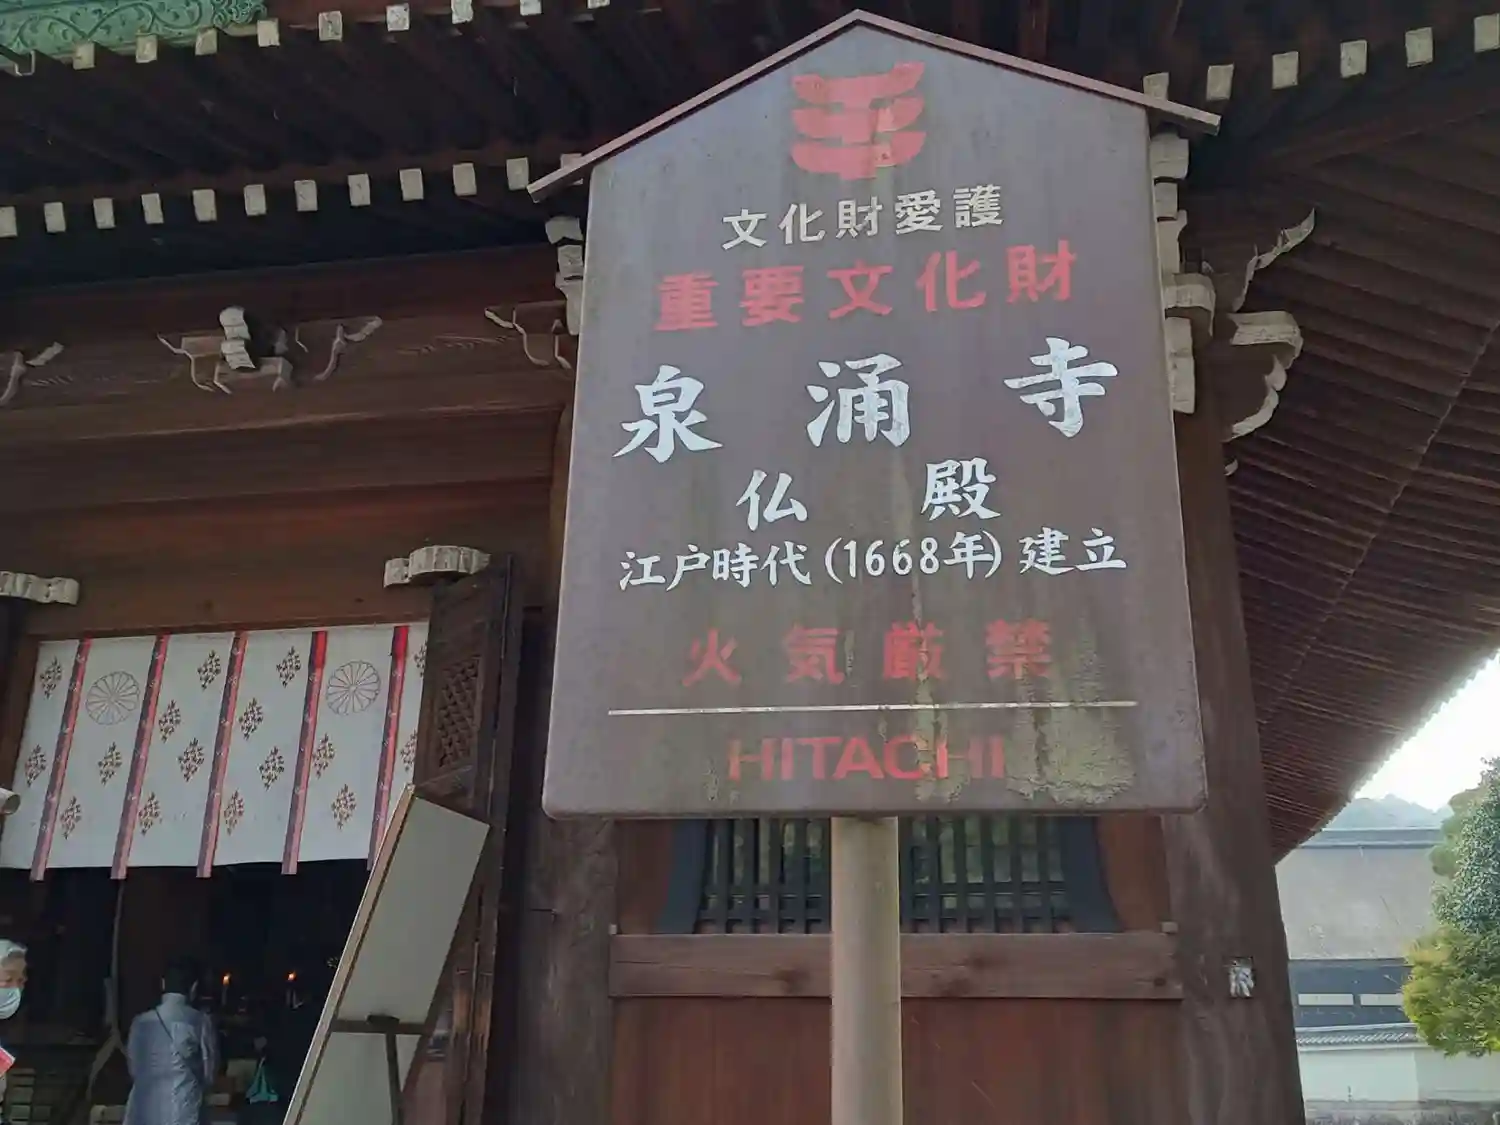 文化財愛護
重要文化財
泉涌寺
仏殿
江戸時代(1668年)建立
火気厳禁
HITACHI